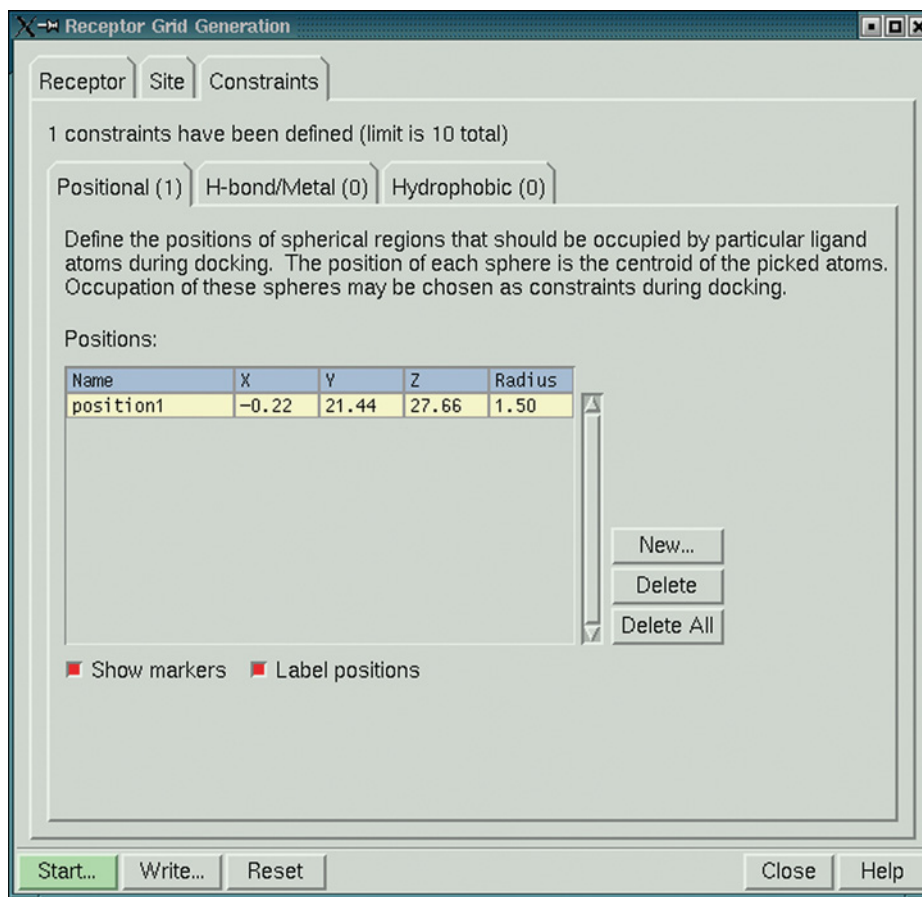 Receptor Grid Generation
Receptor Site Constraints
1 constraints have been defined (limit is 10 total)
Positional (1) H-bond/Metal (0) Hydrophobic (0)
Define the positions of spherical regions that should be occupied by particular ligand
atoms during docking. The position of each sphere is the centroid of the picked atoms.
Occupation of these spheres may be chosen as constraints during docking.
Positions:
Name X Y Z Radius
position1 -0.22 21.44 27.66 1.50
New...
Delete
Delete All
Show markers Label positions
Start... Write... Reset Close Help